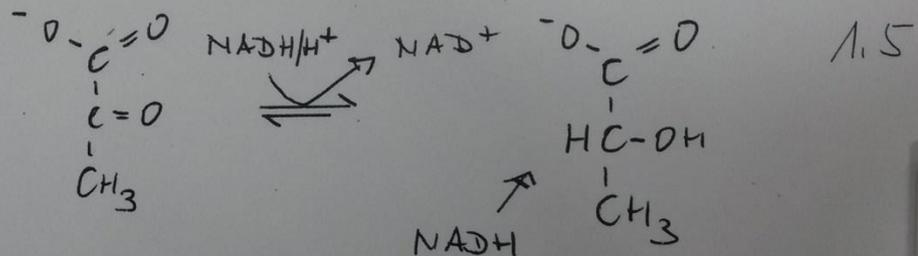 ⁻O C=O NADH/H⁺ NAD⁺ ⁻O C=O 1.5
C=O HC-OH
CH₃ CH₃
NADH